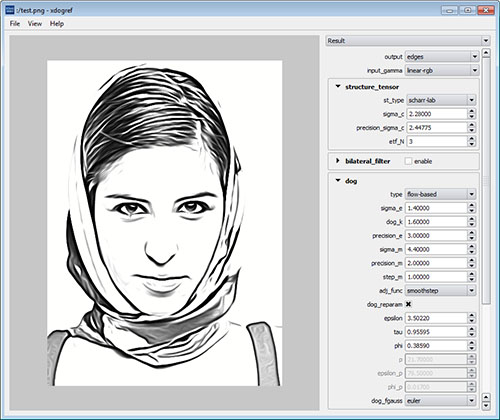 :/test.png - xdogref
File View Help
Result
output edges
input_gamma linear-rgb
structure_tensor
st_type scharr-lab
sigma_c 2.28000
precision_sigma_c 2.44775
etf_N 3
bilateral_filter enable
dog
type flow-based
sigma_e 1.40000
dog_k 1.60000
precision_e 3.00000
sigma_m 4.40000
precision_m 2.00000
step_m 1.00000
adj_func smoothstep
dog_reparam
epsilon 3.50220
tau 0.95595
phi 0.38590
p 21.70000
epsilon_p 78.50000
phi_p 0.01700
dog_fgauss euler